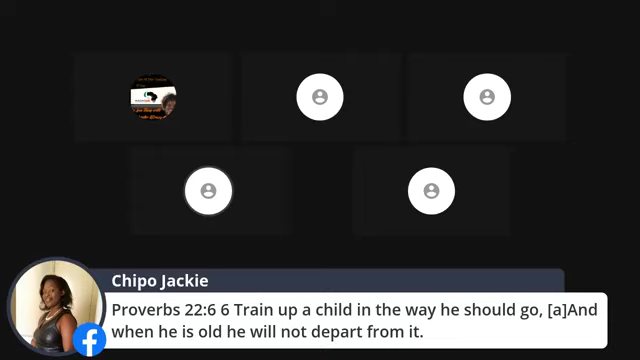 Chipo Jackie
Proverbs 22:6 6 Train up a child in the way he should go, [a]And
when he is old he will not depart from it.